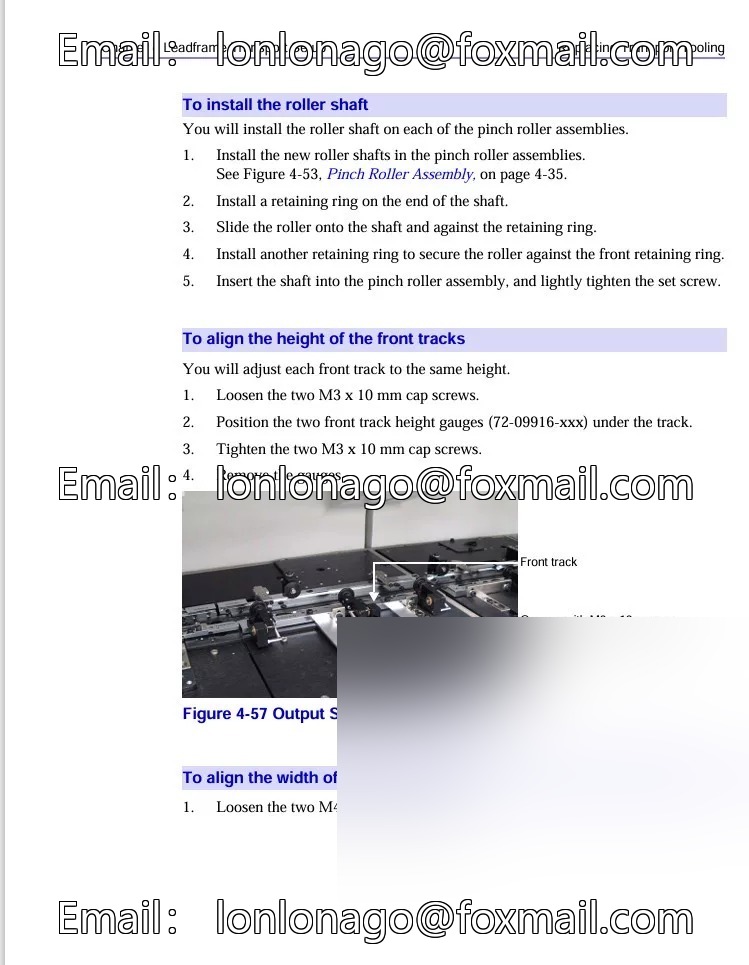 Email: lonlonago@foxmail.com
To install the roller shaft
You will install the roller shaft on each of the pinch roller assemblies.
1. Install the new roller shafts in the pinch roller assemblies.
See Figure 4-53, Pinch Roller Assembly, on page 4-35.
2. Install a retaining ring on the end of the shaft.
3. Slide the roller onto the shaft and against the retaining ring.
4. Install another retaining ring to secure the roller against the front retaining ring.
5. Insert the shaft into the pinch roller assembly, and lightly tighten the set screw.
To align the height of the front tracks
You will adjust each front track to the same height.
1. Loosen the two M3 x 10 mm cap screws.
2. Position the two front track height gauges (72-09916-xxx) under the track.
3. Tighten the two M3 x 10 mm cap screws.
4. Remove the gauges.
Email: lonlonago@foxmail.com
Front track
Figure 4-57 Output S
To align the width of
1. Loosen the two M4
Email: lonlonago@foxmail.com